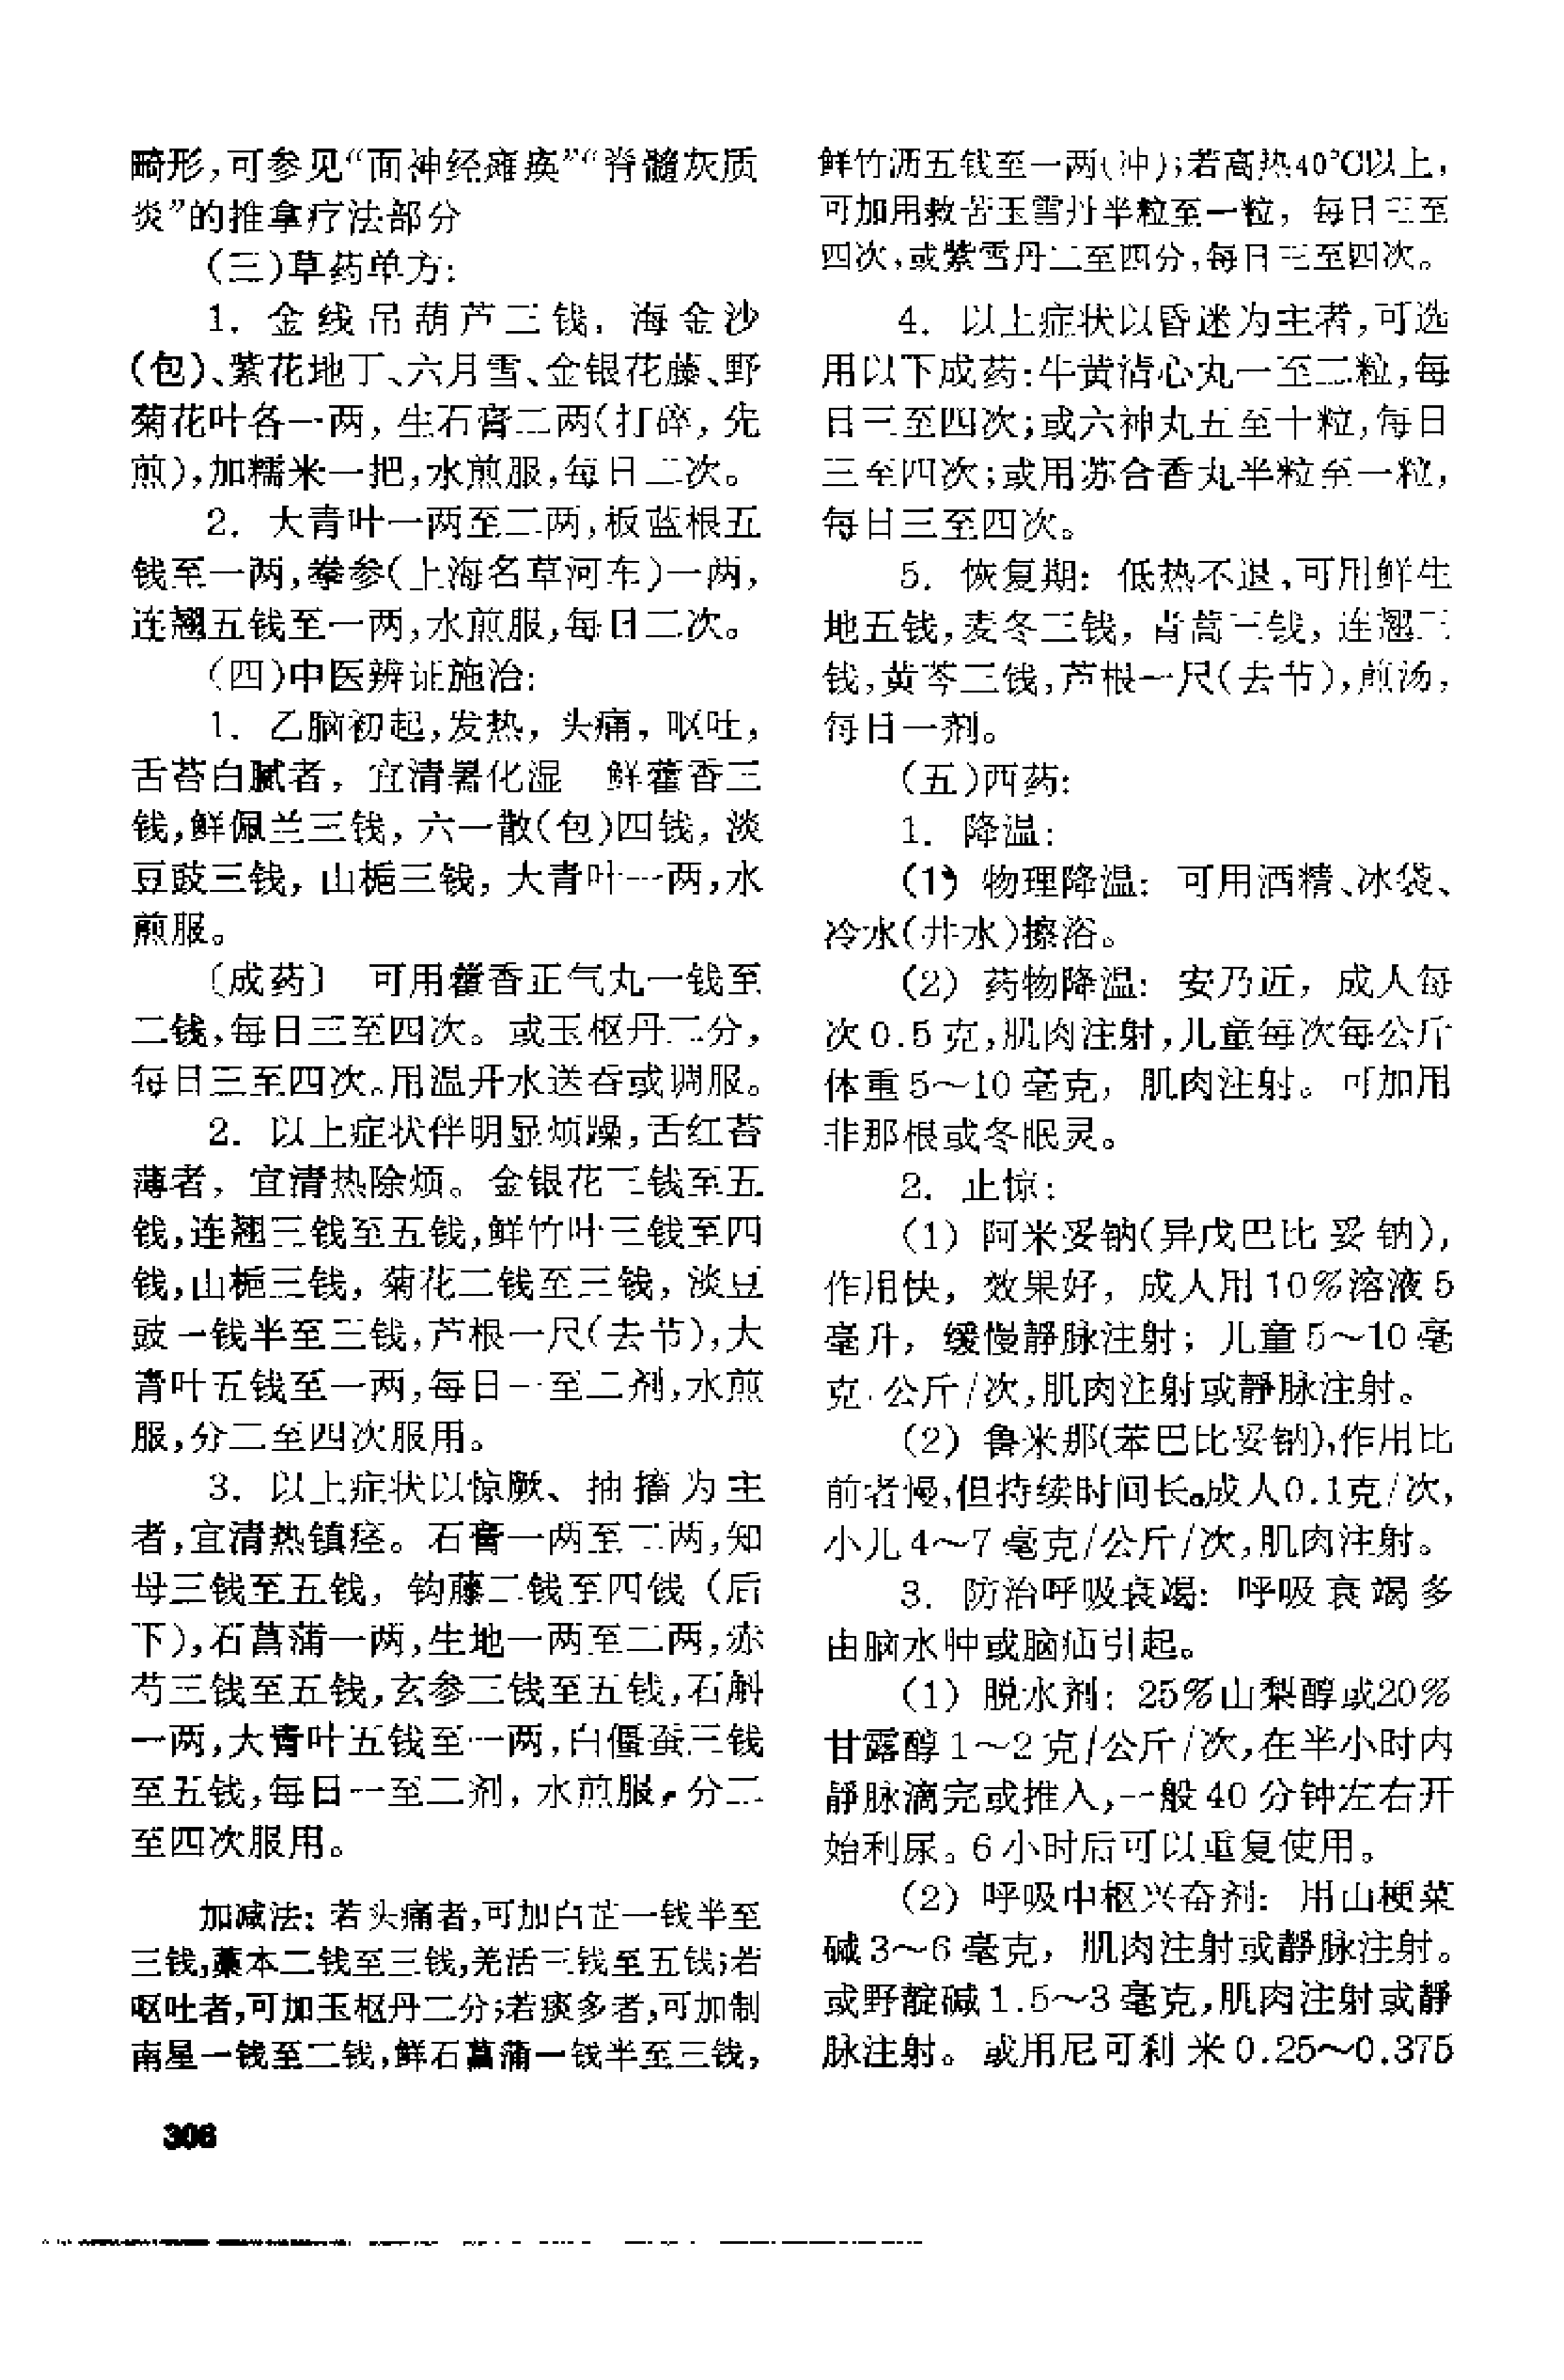 畸形,可参见“面神经瘫痪”“脊髓灰质
炎”的推拿疗法部分
(三)草药单方:
1. 金线吊葫芦三钱, 海金沙
(包)、紫花地丁、六月雪、金银花藤、野
菊花叶各一两, 生石膏二两(打碎, 先
煎),加糯米一把,水煎服,每日二次。
2. 大青叶一两至二两,板蓝根五
钱至一两,拳参(上海名草河车)一两,
连翘五钱至一两,水煎服,每日二次。
(四)中医辨证施治:
1. 乙脑初起,发热, 头痛, 呕吐,
舌苔白腻者, 宜清暑化湿 鲜藿香三
钱,鲜佩兰三钱, 六一散(包)四钱, 淡
豆豉三钱, 山栀三钱, 大青叶一两,水
煎服。
〔成药〕 可用藿香正气丸一钱至
二钱,每日三至四次。或玉枢丹二分,
每日三至四次。用温开水送吞或调服。
2. 以上症状伴明显烦躁,舌红苔
薄者, 宜清热除烦。金银花三钱至五
钱,连翘三钱至五钱,鲜竹叶三钱至四
钱,山栀三钱, 菊花二钱至三钱, 淡豆
豉一钱半至三钱,芦根一尺(去节),大
青叶五钱至一两,每日一至二剂,水煎
服,分二至四次服用。
3. 以上症状以惊厥、抽搐为主
者,宜清热镇痉。石膏一两至二两,知
母三钱至五钱, 钩藤二钱至四钱(后
下),石菖蒲一两,生地一两至二两,赤
芍三钱至五钱,玄参三钱至五钱,石斛
一两,大青叶五钱至一两,白僵蚕三钱
至五钱,每日一至二剂, 水煎服,分二
至四次服用。
加减法: 若头痛者,可加白芷一钱半至
三钱,藁本二钱至三钱,羌活三钱至五钱;若
呕吐者,可加玉枢丹二分;若痰多者,可加制
南星一钱至二钱,鲜石菖蒲一钱半至三钱,
鲜竹沥五钱至一两(冲);若高热40℃以上,
可加用救苦玉雪丹半粒至一粒, 每日三至
四次,或紫雪丹二至四分,每日三至四次。
4. 以上症状以昏迷为主者,可选
用以下成药:牛黄清心丸一至二粒,每
日三至四次;或六神丸五至十粒,每日
三至四次;或用苏合香丸半粒至一粒,
每日三至四次。
5. 恢复期: 低热不退,可用鲜生
地五钱,麦冬三钱, 青蒿三钱, 连翘三
钱,黄芩三钱,芦根一尺(去节),煎汤,
每日一剂。
(五)西药:
1. 降温:
(1) 物理降温: 可用酒精、冰袋、
冷水(井水)擦浴。
(2) 药物降温: 安乃近, 成人每
次0.5克,肌肉注射,儿童每次每公斤
体重5～10毫克, 肌肉注射。可加用
非那根或冬眠灵。
2. 止惊:
(1) 阿米妥钠(异戊巴比妥钠),
作用快, 效果好, 成人用10%溶液5
毫升, 缓慢静脉注射; 儿童5～10毫
克·公斤/次,肌肉注射或静脉注射。
(2) 鲁米那(苯巴比妥钠),作用比
前者慢,但持续时间长。成人0.1克/次,
小儿4～7毫克/公斤/次,肌肉注射。
3. 防治呼吸衰竭: 呼吸衰竭多
由脑水肿或脑疝引起。
(1) 脱水剂: 25%山梨醇或20%
甘露醇1～2克/公斤/次,在半小时内
静脉滴完或推入,一般40分钟左右开
始利尿。6小时后可以重复使用。
(2) 呼吸中枢兴奋剂: 用山梗菜
碱3～6毫克, 肌肉注射或静脉注射。
或野靛碱1.5～3毫克,肌肉注射或静
脉注射。或用尼可利米0.25～0.375
306